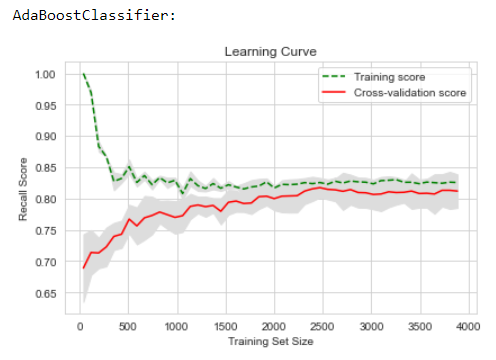 AdaBoostClassifier:
Learning Curve
Training score
Cross-validation score
Recall Score
1.00
0.95
0.90
0.85
0.80
0.75
0.70
0.65
0 500 1000 1500 2000 2500 3000 3500 4000
Training Set Size